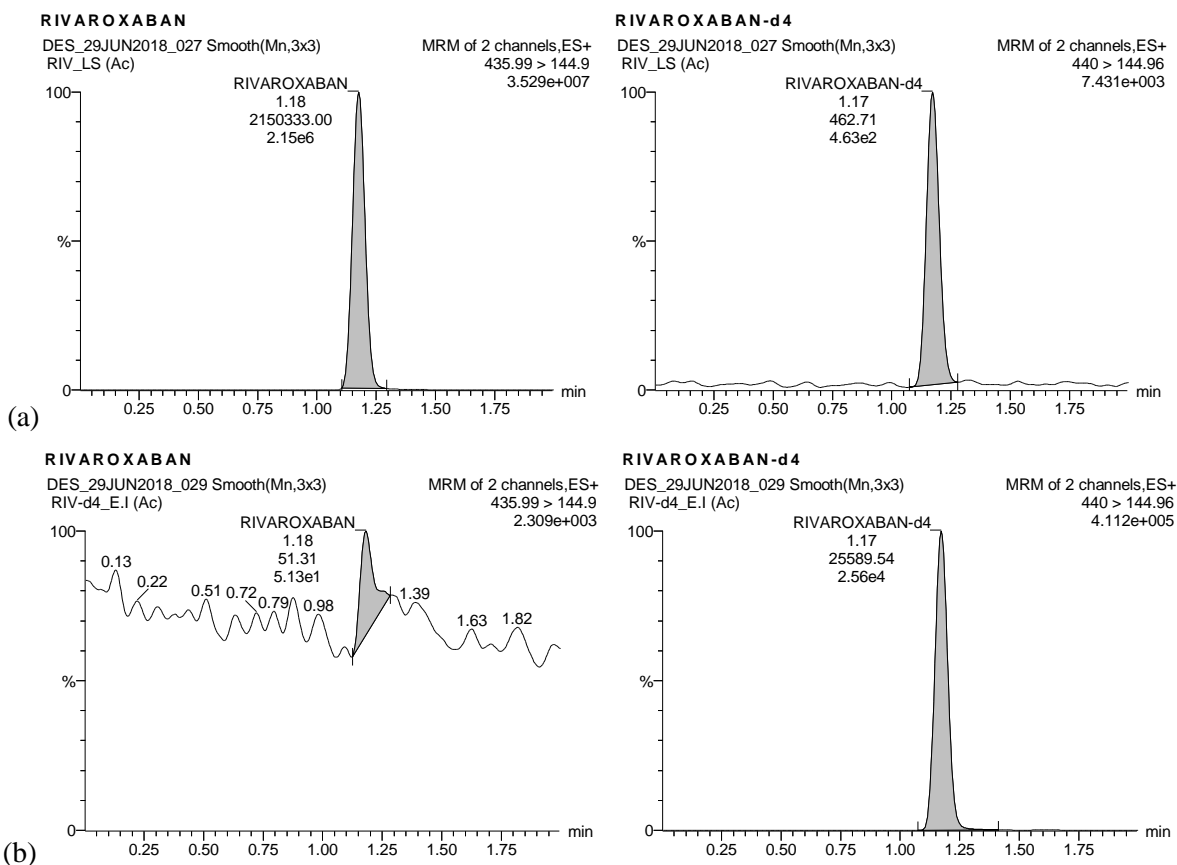 RIVAROXABAN
DES_29JUN2018_027 Smooth(Mn,3x3)
RIV_LS (Ac)
MRM of 2 channels,ES+
435.99 > 144.9
3.529e+007
RIVAROXABAN
1.18
2150333.00
2.15e6
100
%
0
0.25 0.50 0.75 1.00 1.25 1.50 1.75
min
RIVAROXABAN-d4
DES_29JUN2018_027 Smooth(Mn,3x3)
RIV_LS (Ac)
MRM of 2 channels,ES+
440 > 144.96
7.431e+003
RIVAROXABAN-d4
1.17
462.71
4.63e2
100
%
0
0.25 0.50 0.75 1.00 1.25 1.50 1.75
min
(a)
RIVAROXABAN
DES_29JUN2018_029 Smooth(Mn,3x3)
RIV-d4_E.I (Ac)
MRM of 2 channels,ES+
435.99 > 144.9
2.309e+003
RIVAROXABAN
1.18
51.31
5.13e1
100
0.13
0.22
0.51
0.72
0.79
0.98
1.39
1.63
1.82
%
0
0.25 0.50 0.75 1.00 1.25 1.50 1.75
min
RIVAROXABAN-d4
DES_29JUN2018_029 Smooth(Mn,3x3)
RIV-d4_E.I (Ac)
MRM of 2 channels,ES+
440 > 144.96
4.112e+005
RIVAROXABAN-d4
1.17
25589.54
2.56e4
100
%
0
0.25 0.50 0.75 1.00 1.25 1.50 1.75
min
(b)